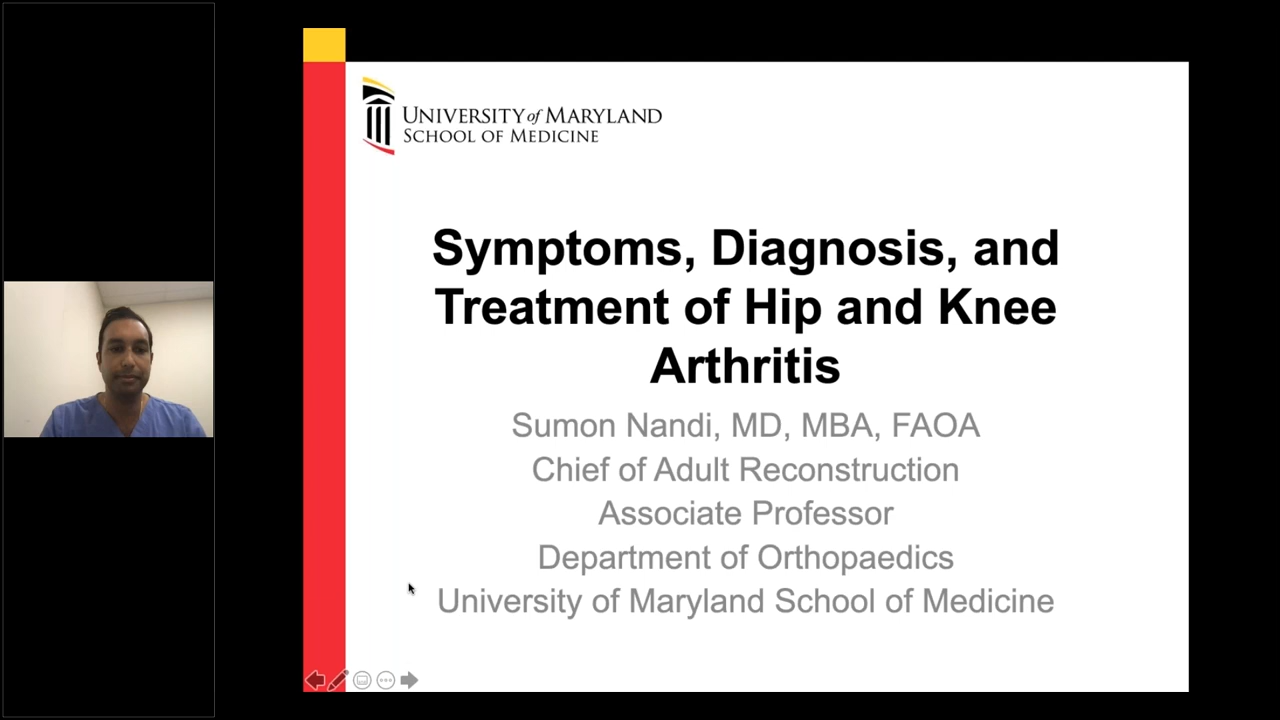 UNIVERSITY of MARYLAND
SCHOOL OF MEDICINE
Symptoms, Diagnosis, and
Treatment of Hip and Knee
Arthritis
Sumon Nandi, MD, MBA, FAOA
Chief of Adult Reconstruction
Associate Professor
Department of Orthopaedics
University of Maryland School of Medicine